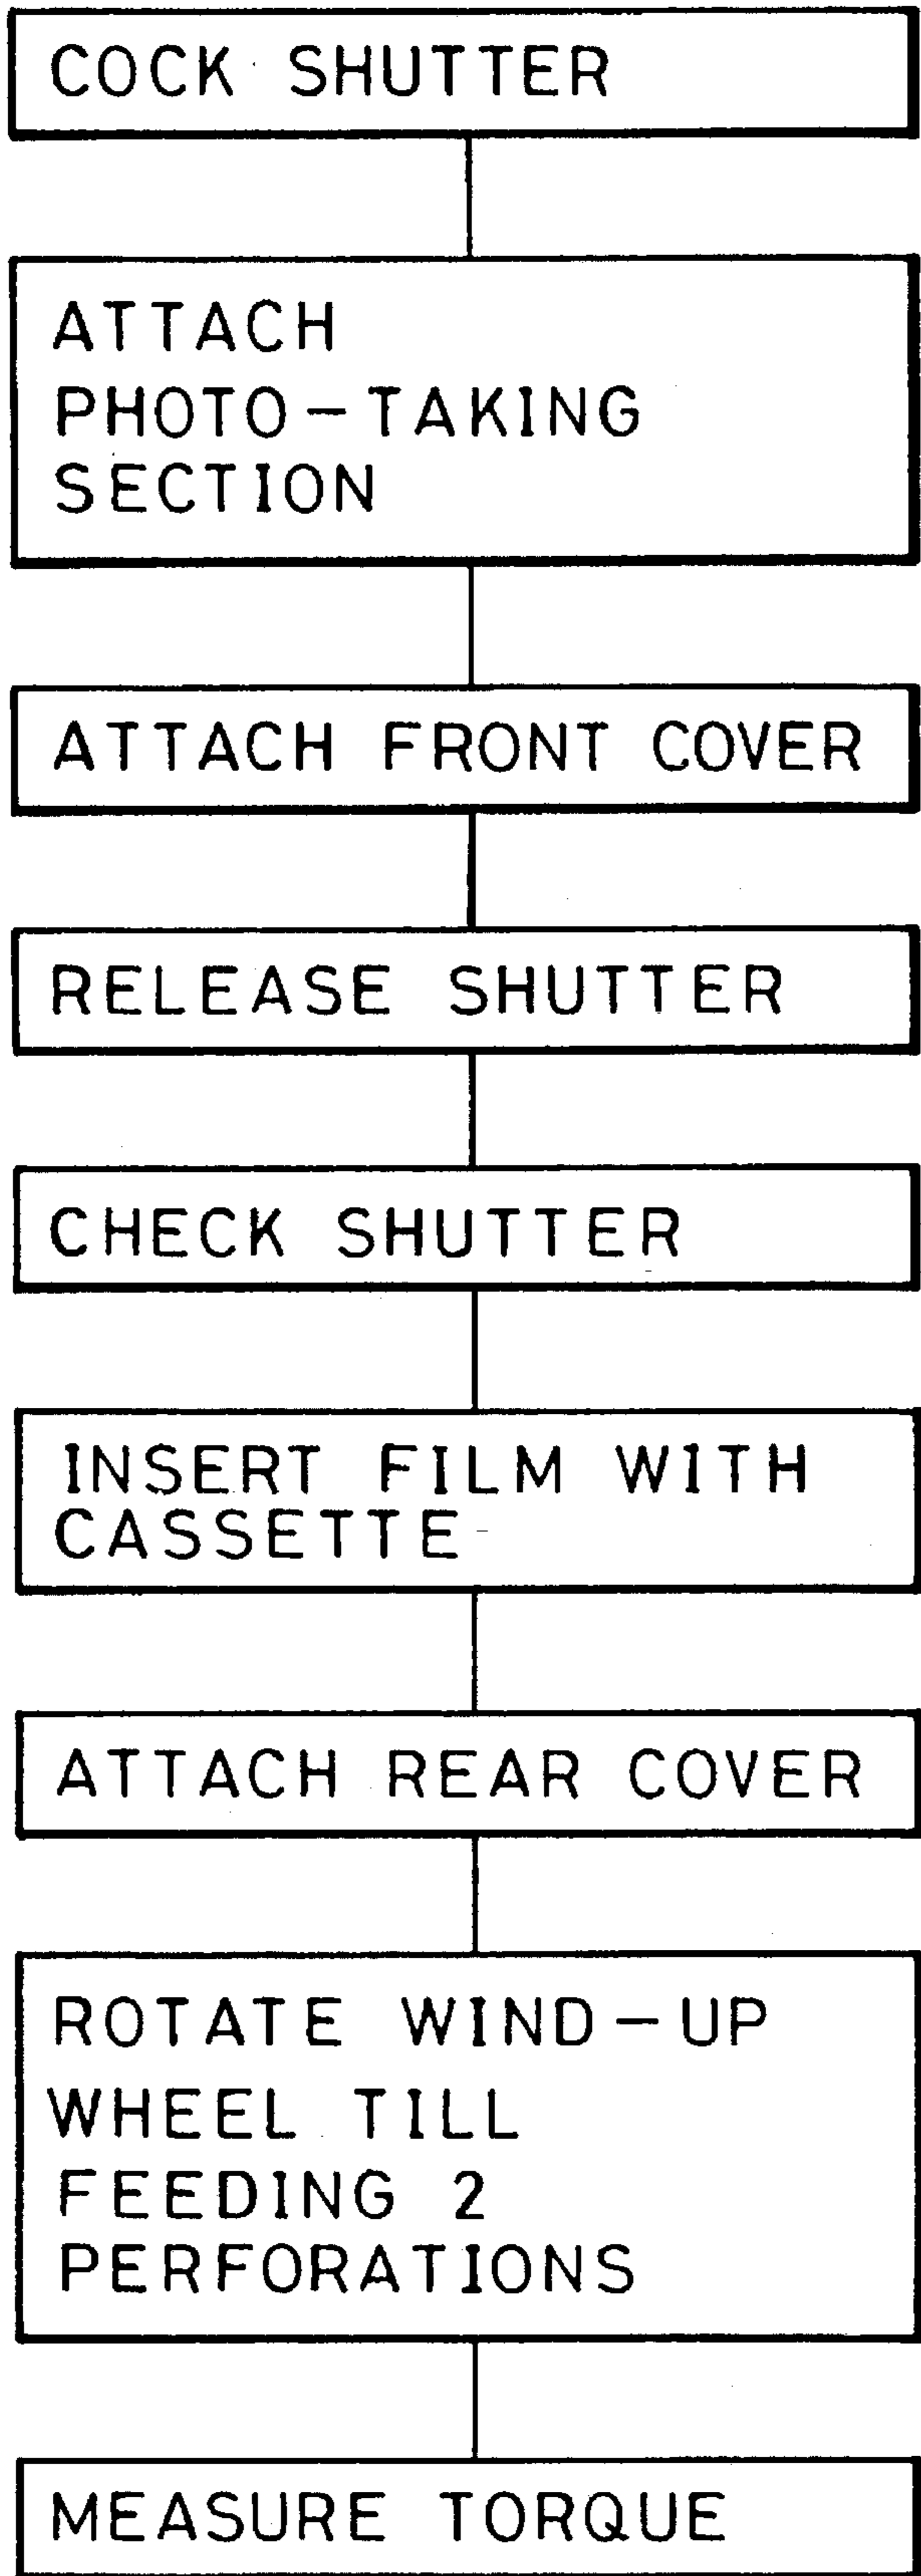 COCK SHUTTER
ATTACH
PHOTO-TAKING
SECTION
ATTACH FRONT COVER
RELEASE SHUTTER
CHECK SHUTTER
INSERT FILM WITH
CASSETTE
ATTACH REAR COVER
ROTATE WIND-UP
WHEEL TILL
FEEDING 2
PERFORATIONS
MEASURE TORQUE